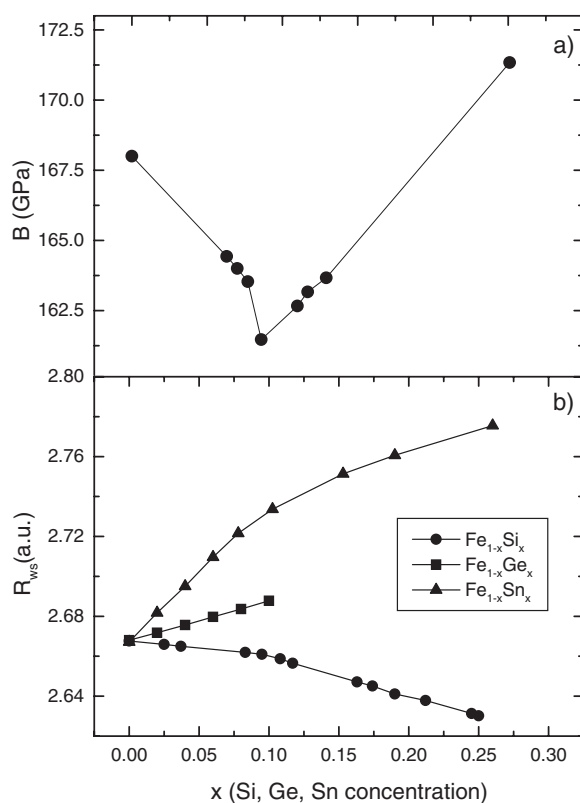 172.5
a)
170.0
167.5
B (GPa)
165.0
162.5
2.80
b)
2.76
2.72
R_ws(a.u.)
Fe_1-xSi_x
Fe_1-xGe_x
Fe_1-xSn_x
2.68
2.64
0.00 0.05 0.10 0.15 0.20 0.25 0.30
x (Si, Ge, Sn concentration)